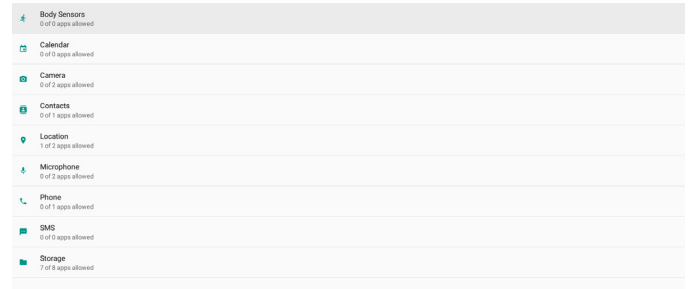 Body Sensors
0 of 0 apps allowed
Calendar
0 of 0 apps allowed
Camera
0 of 2 apps allowed
Contacts
0 of 1 apps allowed
Location
1 of 2 apps allowed
Microphone
0 of 2 apps allowed
Phone
0 of 1 apps allowed
SMS
0 of 0 apps allowed
Storage
7 of 8 apps allowed